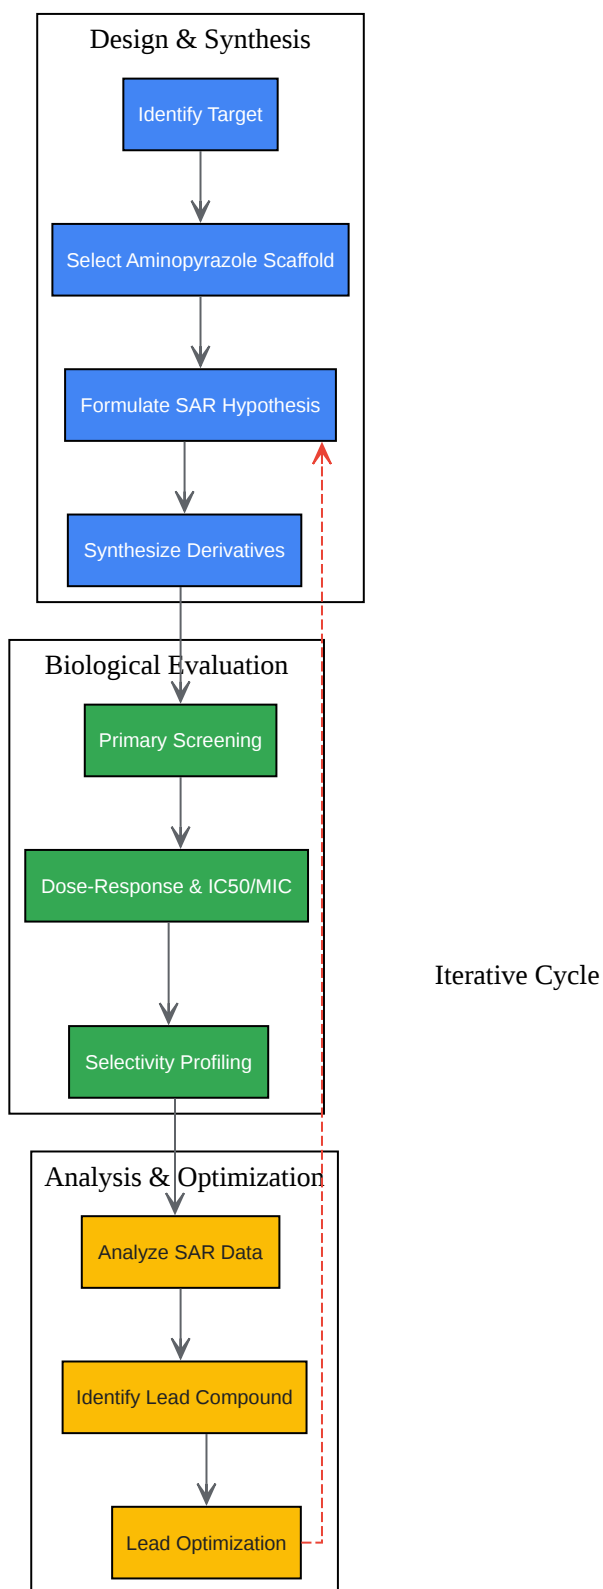 Design & Synthesis
Identify Target
Select Aminopyrazole Scaffold
Formulate SAR Hypothesis
Synthesize Derivatives
Biological Evaluation
Primary Screening
Dose-Response & IC50/MIC
Iterative Cycle
Selectivity Profiling
Analysis & Optimization
Analyze SAR Data
Identify Lead Compound
Lead Optimization